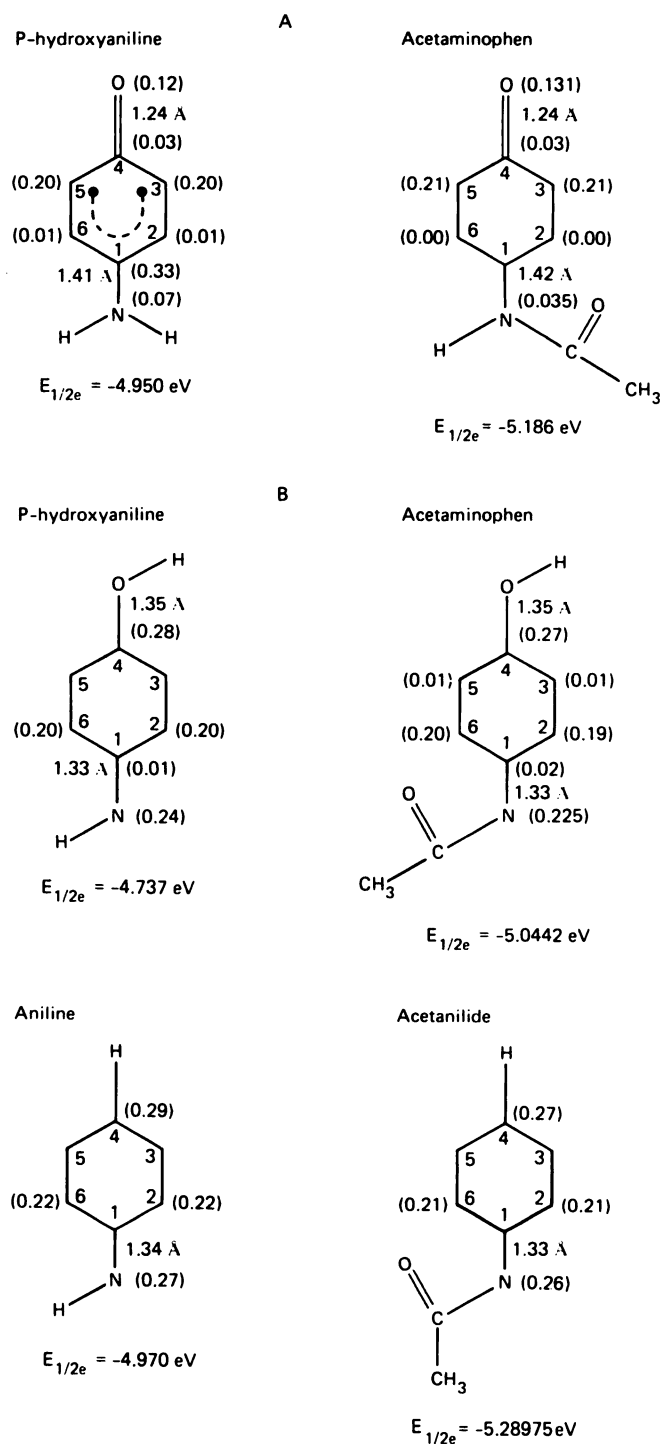 A
P-hydroxyaniline
Acetaminophen
O (0.12)
O (0.131)
1.24 Å
1.24 Å
(0.03)
(0.03)
4
4
(0.20)
(0.20)
(0.21)
(0.21)
5
3
5
3
6
2
6
2
(0.01)
(0.01)
(0.00)
(0.00)
1
1
1.41 Å
(0.33)
1.42 Å
(0.07)
(0.035)
O
N
N
H
H
H
C
CH3
E1/2e = -4.950 eV
E1/2e = -5.186 eV
B
P-hydroxyaniline
Acetaminophen
H
H
O
O
1.35 Å
1.35 Å
(0.28)
(0.27)
4
4
5
3
(0.01)
5
3
(0.01)
6
2
6
2
(0.20)
(0.20)
(0.20)
(0.19)
1
1
1.33 Å
(0.01)
(0.02)
1.33 Å
O
N (0.24)
N (0.225)
H
C
CH3
E1/2e = -4.737 eV
E1/2e = -5.0442 eV
Aniline
Acetanilide
H
H
(0.29)
(0.27)
4
4
5
3
5
3
6
2
6
2
(0.22)
(0.22)
(0.21)
(0.21)
1
1
1.34 Å
1.33 Å
O
N (0.27)
N (0.26)
H
C
CH3
E1/2e = -4.970 eV
E1/2e = -5.28975eV